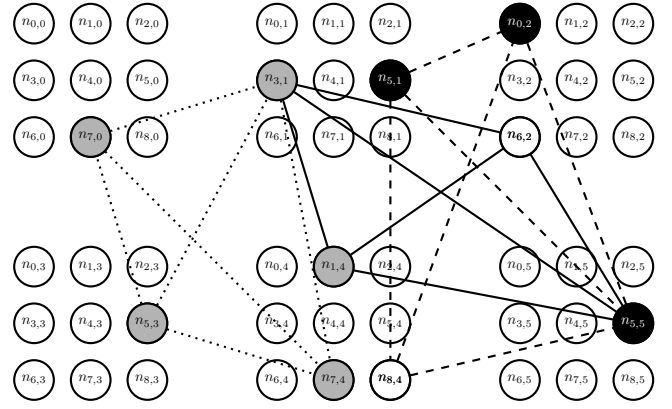 n0,0 n1,0 n2,0 n0,1 n1,1 n2,1 n0,2 n1,2 n2,2
n3,0 n4,0 n5,0 n3,1 n4,1 n5,1 n3,2 n4,2 n5,2
n6,0 n7,0 n8,0 n6,1 n7,1 n8,1 n6,2 n7,2 n8,2
n0,3 n1,3 n2,3 n0,4 n1,4 n2,4 n0,5 n1,5 n2,5
n3,3 n4,3 n5,3 n3,4 n4,4 n5,4 n3,5 n4,5 n5,5
n6,3 n7,3 n8,3 n6,4 n7,4 n8,4 n6,5 n7,5 n8,5